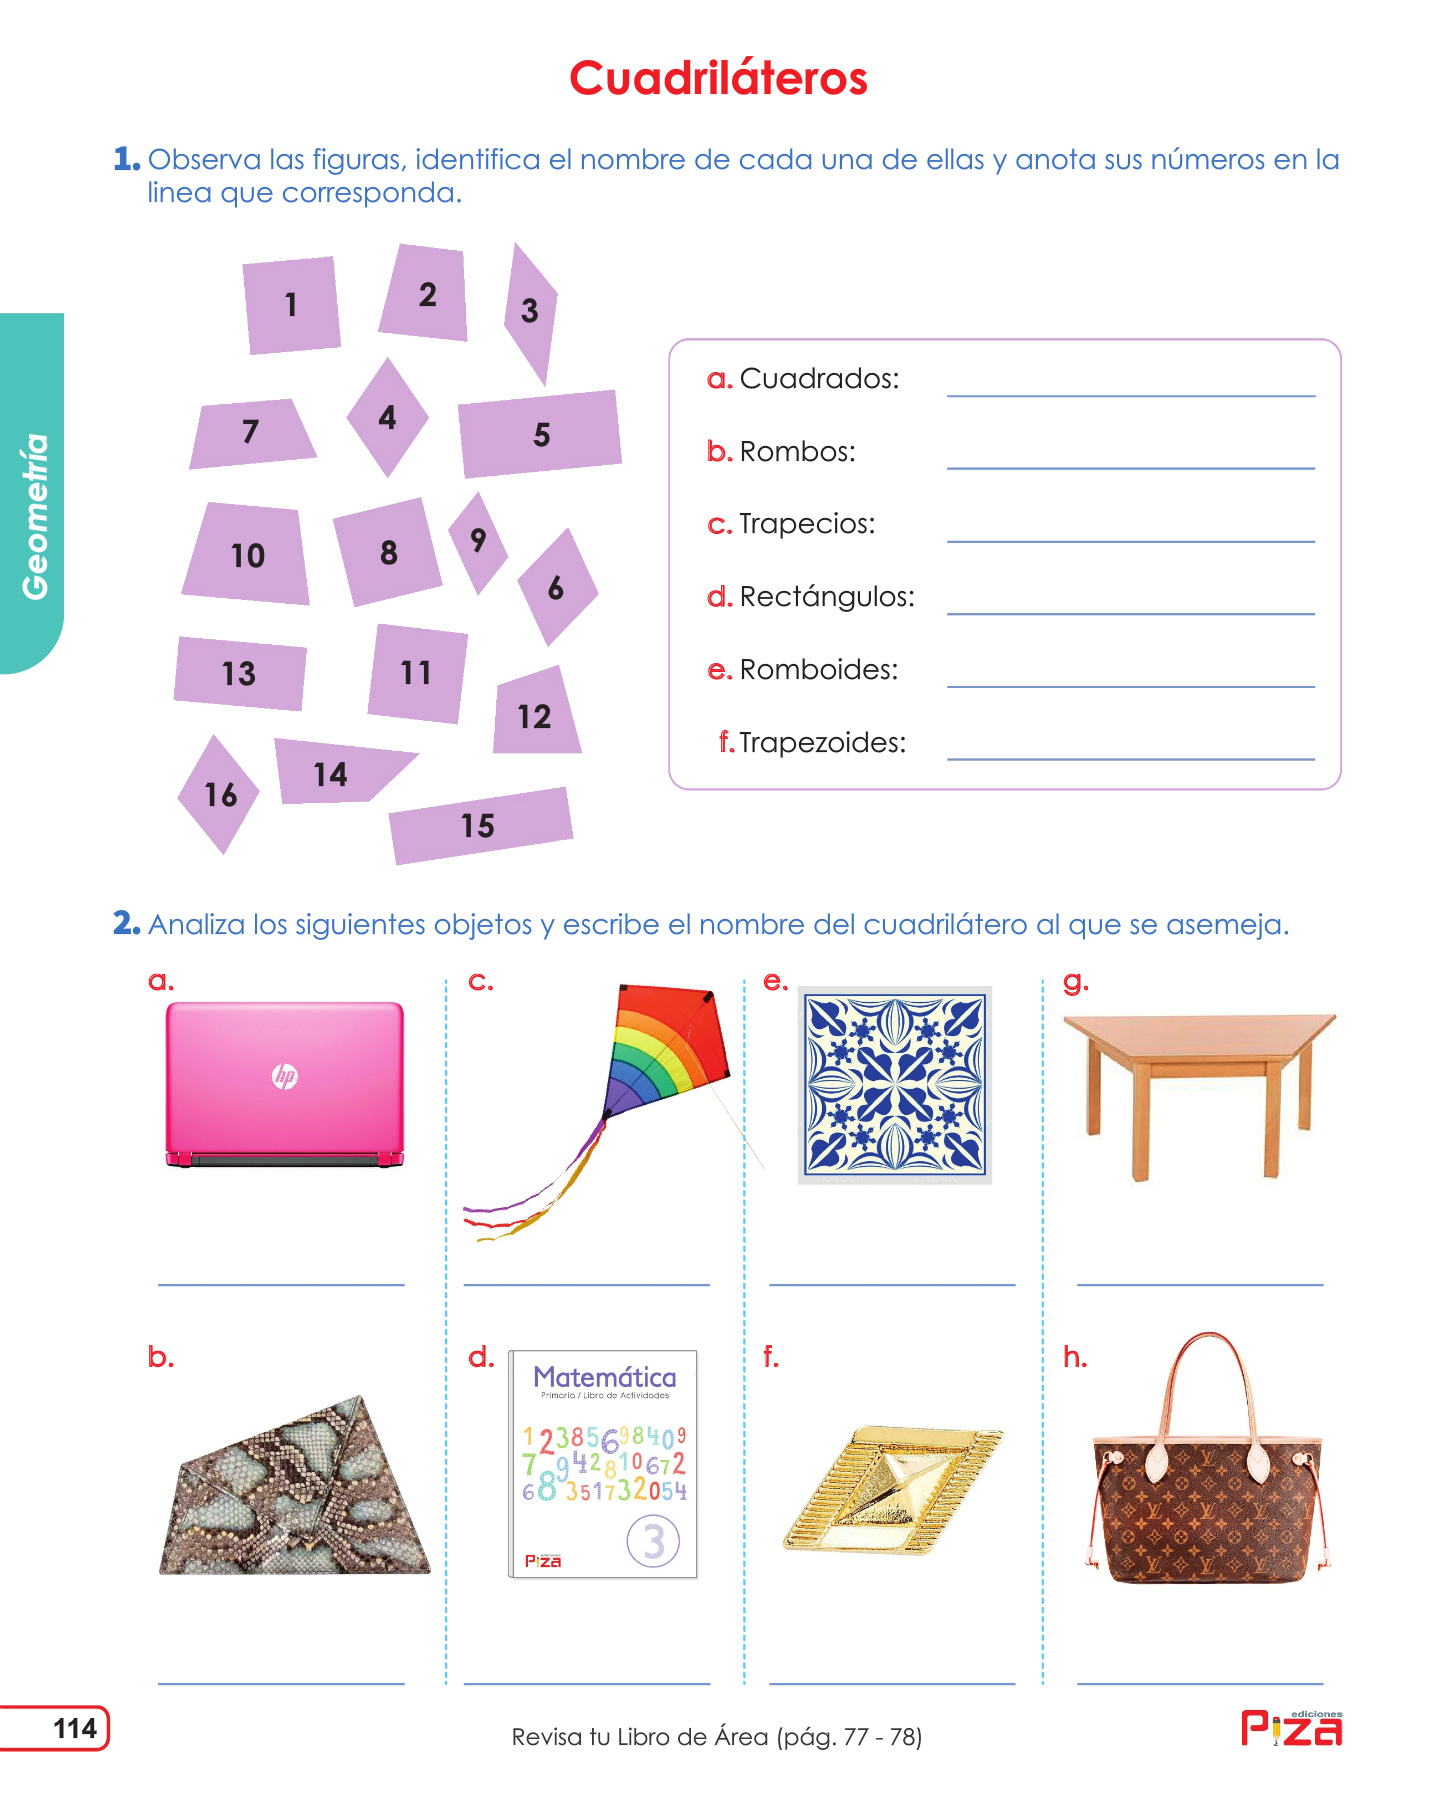 Cuadriláteros
1. Observa las figuras, identifica el nombre de cada una de ellas y anota sus números en la
linea que corresponda.
Geometría
1
2
3
7
4
5
10
8
9
6
13
11
12
16
14
15
a. Cuadrados:
b. Rombos:
c. Trapecios:
d. Rectángulos:
e. Romboides:
f. Trapezoides:
2. Analiza los siguientes objetos y escribe el nombre del cuadrilátero al que se asemeja.
a.
hp
c.
e.
g.
b.
d.
Matemática
Primaria / Libro de Actividades
1 2 3 8 5 6 9 8 4 0 9
7 9 4 2 8 1 0 6 7 2
6 8 3 5 1 7 3 2 0 5 4
3
Piza
f.
h.
114
Revisa tu Libro de Área (pág. 77 - 78)
ediciones
Piza